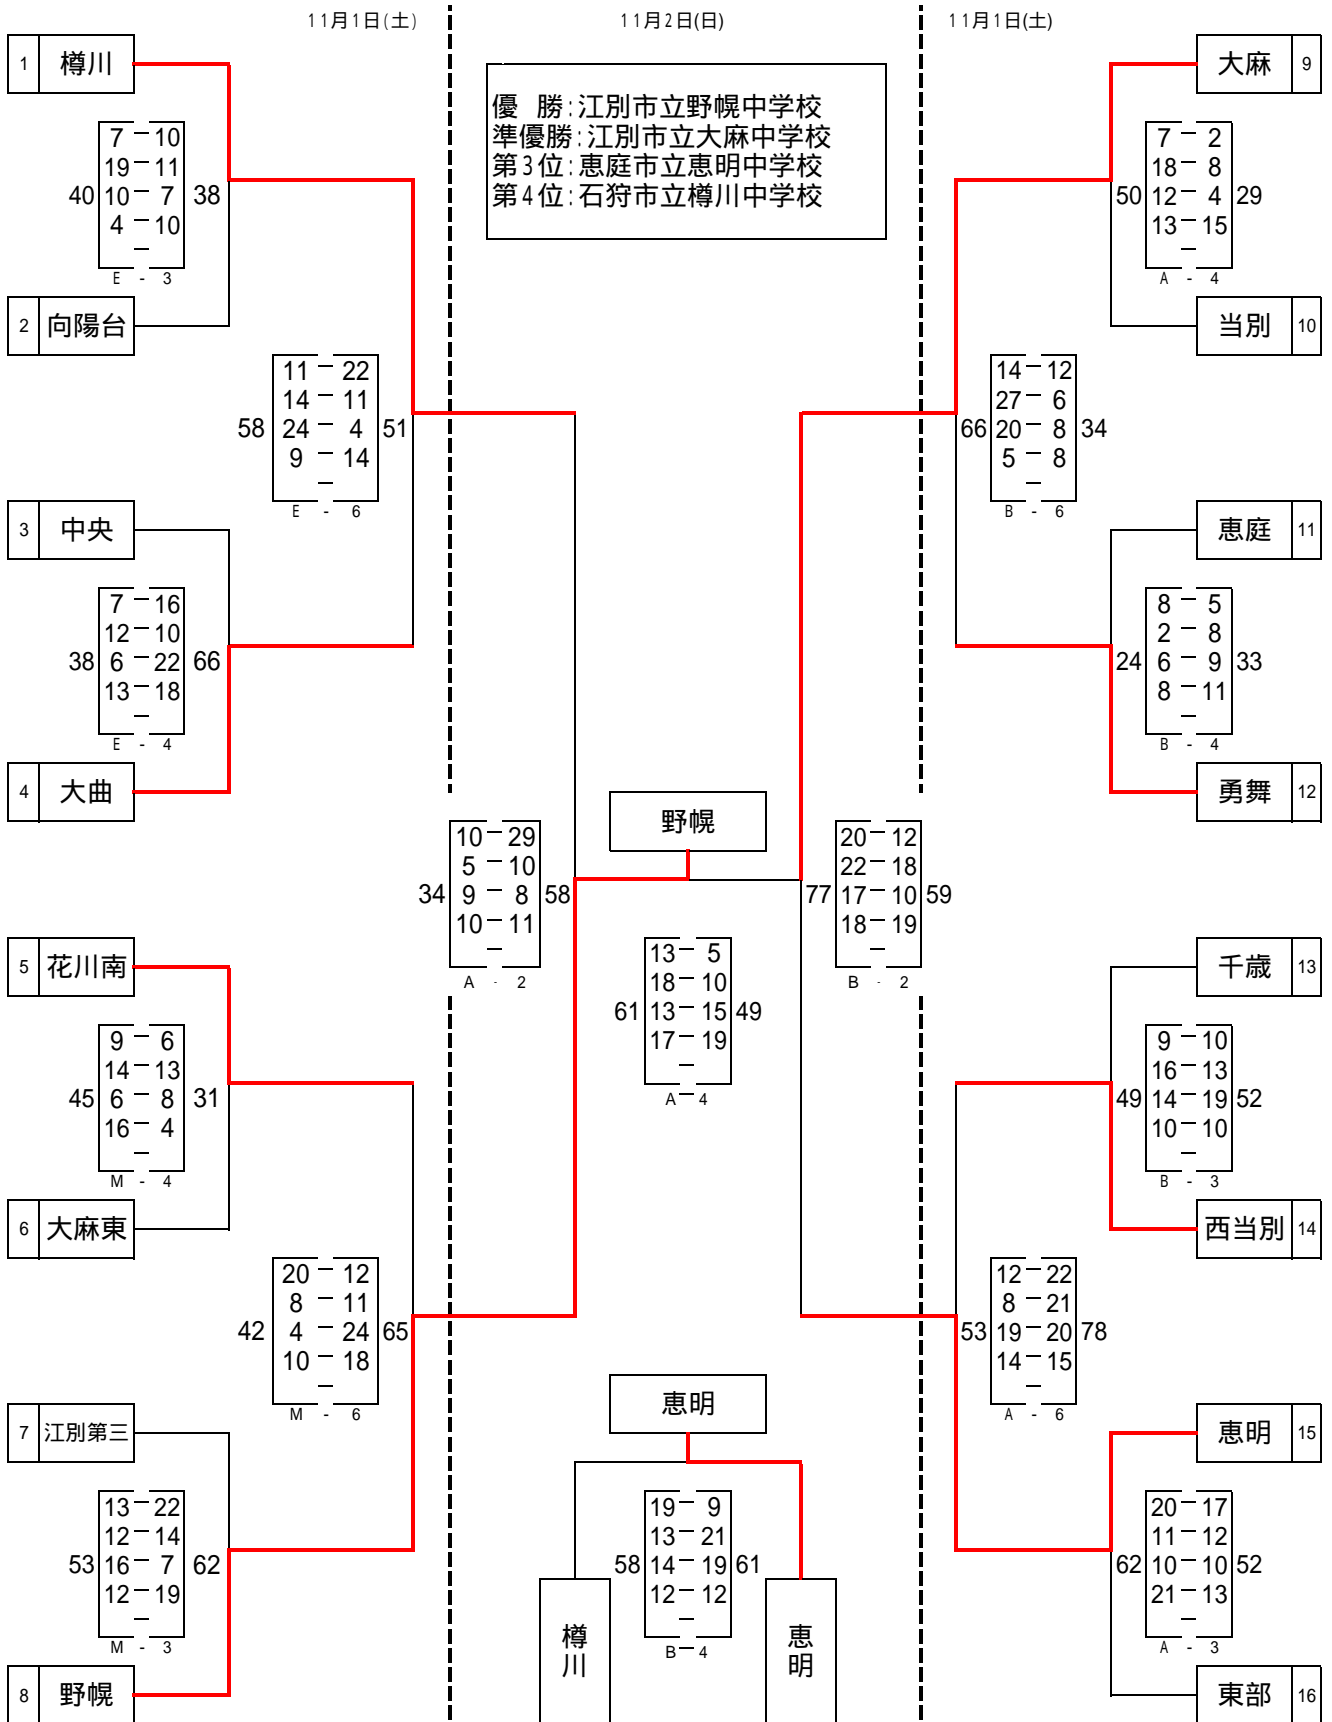 11月1日(土)
11月2日(日)
11月1日(土)
優 勝:江別市立野幌中学校
準優勝:江別市立大麻中学校
第3位:恵庭市立恵明中学校
第4位:石狩市立樽川中学校
1 樽川
7 ― 10
19 ― 11
40 10 ― 7 38
4 ― 10
―
E - 3
2 向陽台
11 ― 22
14 ― 11
58 24 ― 4 51
9 ― 14
―
E - 6
3 中央
7 ― 16
12 ― 10
38 6 ― 22 66
13 ― 18
―
E - 4
4 大曲
10 ― 29
5 ― 10
34 9 ― 8 58
10 ― 11
―
A - 2
5 花川南
9 ― 6
14 ― 13
45 6 ― 8 31
16 ― 4
―
M - 4
6 大麻東
20 ― 12
8 ― 11
42 4 ― 24 65
10 ― 18
―
M - 6
7 江別第三
13 ― 22
12 ― 14
53 16 ― 7 62
12 ― 19
―
M - 3
8 野幌
野幌
13 ― 5
18 ― 10
61 13 ― 15 49
17 ― 19
―
A ― 4
恵明
19 ― 9
13 ― 21
58 14 ― 19 61
12 ― 12
―
B ― 4
樽川
恵明
大麻 9
7 ― 2
18 ― 8
50 12 ― 4 29
13 ― 15
―
A - 4
当別 10
14 ― 12
27 ― 6
66 20 ― 8 34
5 ― 8
―
B - 6
恵庭 11
8 ― 5
2 ― 8
24 6 ― 9 33
8 ― 11
―
B - 4
勇舞 12
20 ― 12
22 ― 18
77 17 ― 10 59
18 ― 19
―
B - 2
千歳 13
9 ― 10
16 ― 13
49 14 ― 19 52
10 ― 10
―
B - 3
西当別 14
12 ― 22
8 ― 21
53 19 ― 20 78
14 ― 15
―
A - 6
恵明 15
20 ― 17
11 ― 12
62 10 ― 10 52
21 ― 13
―
A - 3
東部 16